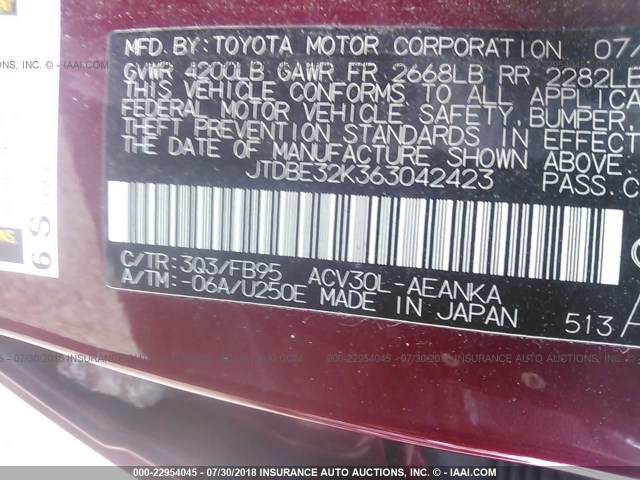 MFD.BY:TOYOTA MOTOR CORPORATION 07
GVWR 4200LB GAWR FR 2668LB RR 2282LB
THIS VEHICLE CONFORMS TO ALL APPLICA
FEDERAL MOTOR VEHICLE SAFETY,BUMPER
THEFT PREVENTION STANDARDS IN EFFECT
THE DATE OF MANUFACTURE SHOWN ABOVE.
JTDBE32K363042423 PASS.C
C/TR: 3Q3/FB95 ACV30L-AEANKA
A/TM: -06A/U250E MADE IN JAPAN 513
000-22954045 - 07/30/2018 INSURANCE AUTO AUCTIONS, INC. - © - IAAI.COM